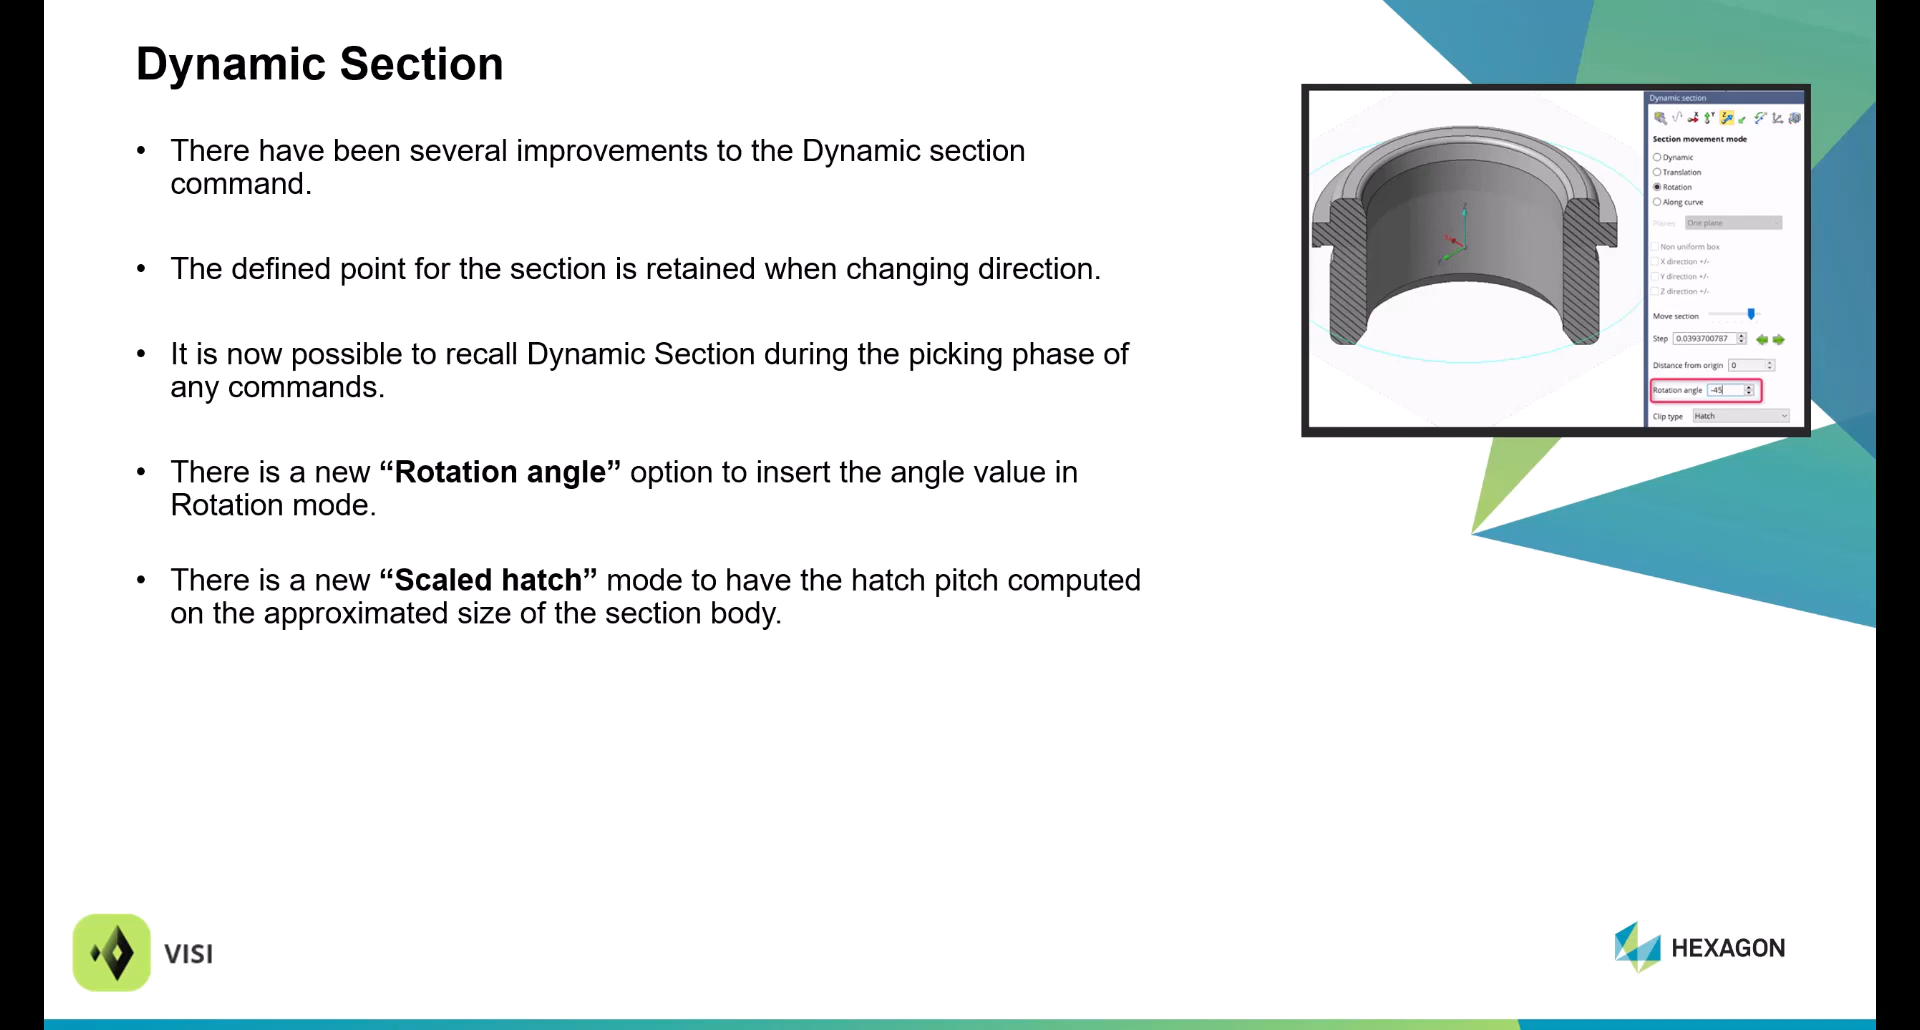 Dynamic Section
• There have been several improvements to the Dynamic section
command.
• The defined point for the section is retained when changing direction.
• It is now possible to recall Dynamic Section during the picking phase of
any commands.
• There is a new “Rotation angle” option to insert the angle value in
Rotation mode.
• There is a new “Scaled hatch” mode to have the hatch pitch computed
on the approximated size of the section body.
Dynamic section
Section movement mode
Dynamic
Translation
Rotation
Along curve
Planes One plane
Non uniform box
X direction +/-
Y direction +/-
Z direction +/-
Move section
Step 0.0393700787
Distance from origin 0
Rotation angle -45
Clip type Hatch
Z
VISI
HEXAGON